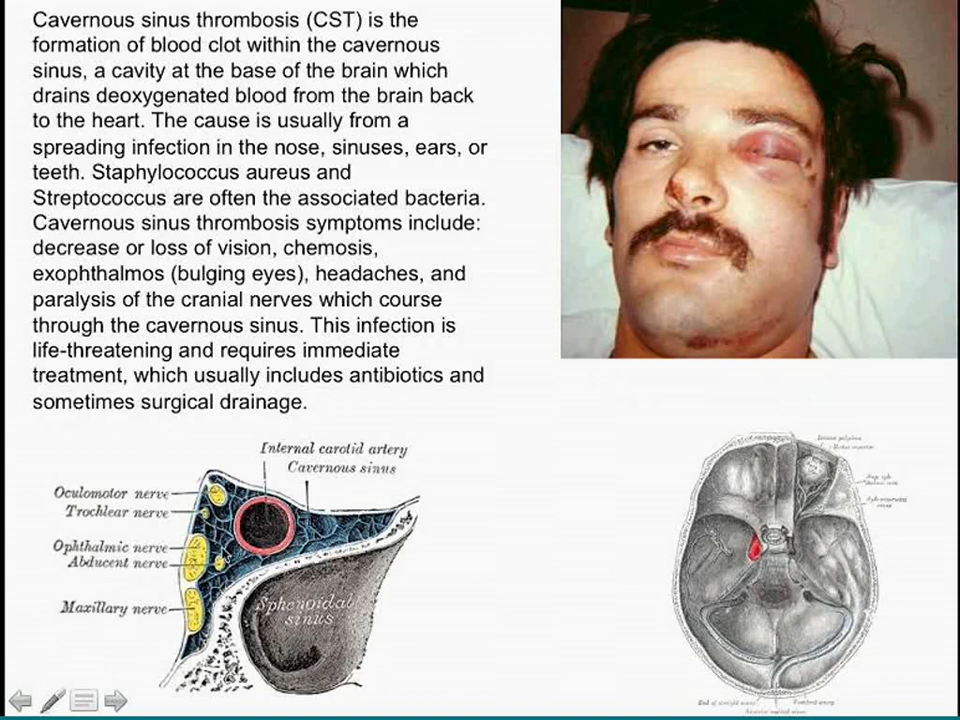 Cavernous sinus thrombosis (CST) is the
formation of blood clot within the cavernous
sinus, a cavity at the base of the brain which
drains deoxygenated blood from the brain back
to the heart. The cause is usually from a
spreading infection in the nose, sinuses, ears, or
teeth. Staphylococcus aureus and
Streptococcus are often the associated bacteria.
Cavernous sinus thrombosis symptoms include:
decrease or loss of vision, chemosis,
exophthalmos (bulging eyes), headaches, and
paralysis of the cranial nerves which course
through the cavernous sinus. This infection is
life-threatening and requires immediate
treatment, which usually includes antibiotics and
sometimes surgical drainage.
Internal carotid artery
Cavernous sinus
Oculomotor nerve
Trochlear nerve
Ophthalmic nerve
Abducent nerve
Maxillary nerve
Sphenoidal
sinus